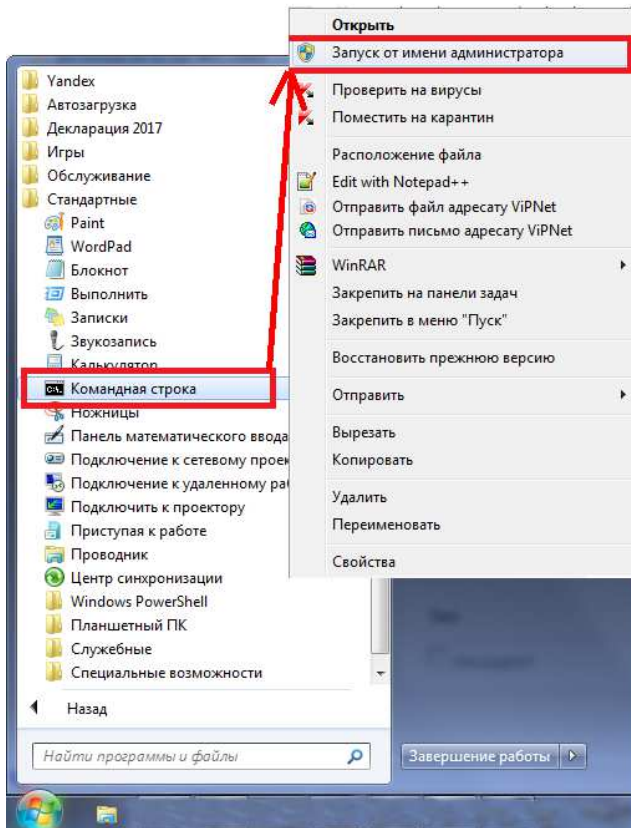 Yandex
Автозагрузка
Декларация 2017
Игры
Обслуживание
Стандартные
Paint
WordPad
Блокнот
Выполнить
Записки
Звукозапись
Калькулятор
Командная строка
Ножницы
Панель математического ввода
Подключение к сетевому проек
Подключение к удаленному ра
Подключить к проектору
Приступая к работе
Проводник
Центр синхронизации
Windows PowerShell
Планшетный ПК
Служебные
Специальные возможности
Назад
Найти программы и файлы
Завершение работы
Открыть
Запуск от имени администратора
Проверить на вирусы
Поместить на карантин
Расположение файла
Edit with Notepad++
Отправить файл адресату ViPNet
Отправить письмо адресату ViPNet
WinRAR
Закрепить на панели задач
Закрепить в меню "Пуск"
Восстановить прежнюю версию
Отправить
Вырезать
Копировать
Удалить
Переименовать
Свойства